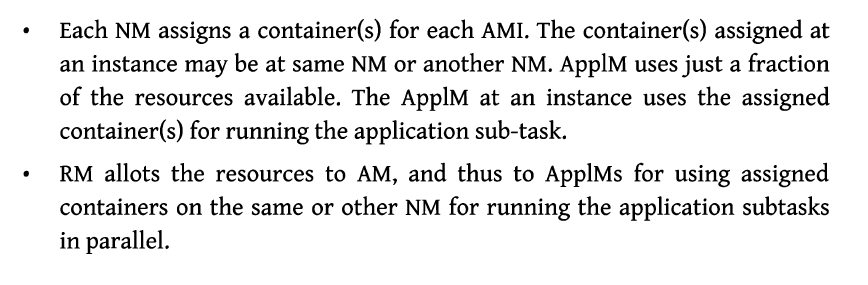 • Each NM assigns a container(s) for each AMI. The container(s) assigned at
an instance may be at same NM or another NM. ApplM uses just a fraction
of the resources available. The ApplM at an instance uses the assigned
container(s) for running the application sub-task.
• RM allots the resources to AM, and thus to ApplMs for using assigned
containers on the same or other NM for running the application subtasks
in parallel.